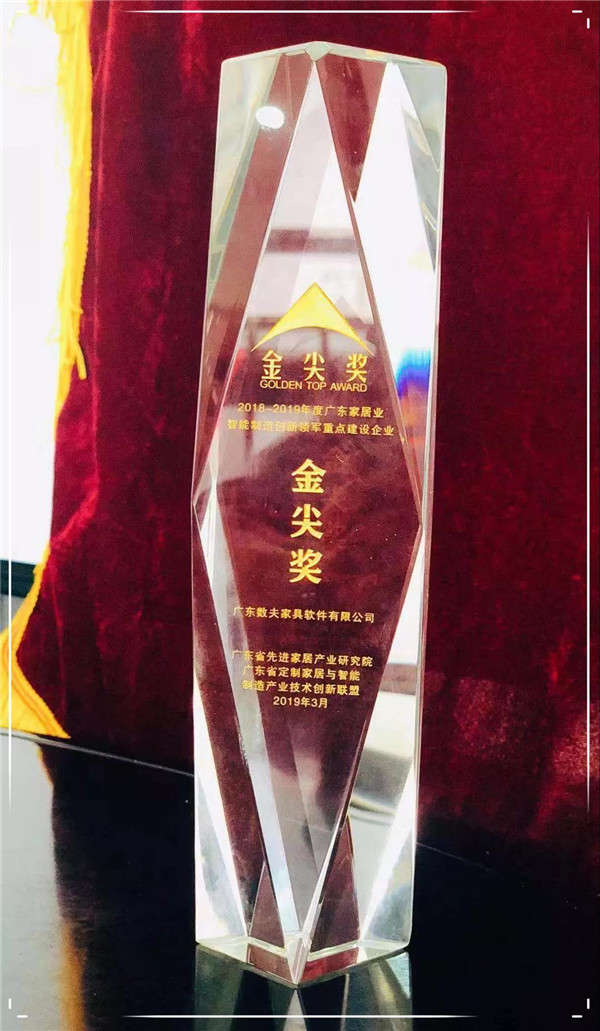 金尖奖
GOLDEN TOP AWARD
2018-2019年度广东家居业
智能制造创新领军重点建设企业
金
尖
奖
广东数夫家具软件有限公司
广东省先进家居产业研究院
广东省定制家居与智能
制造产业技术创新联盟
2019年3月